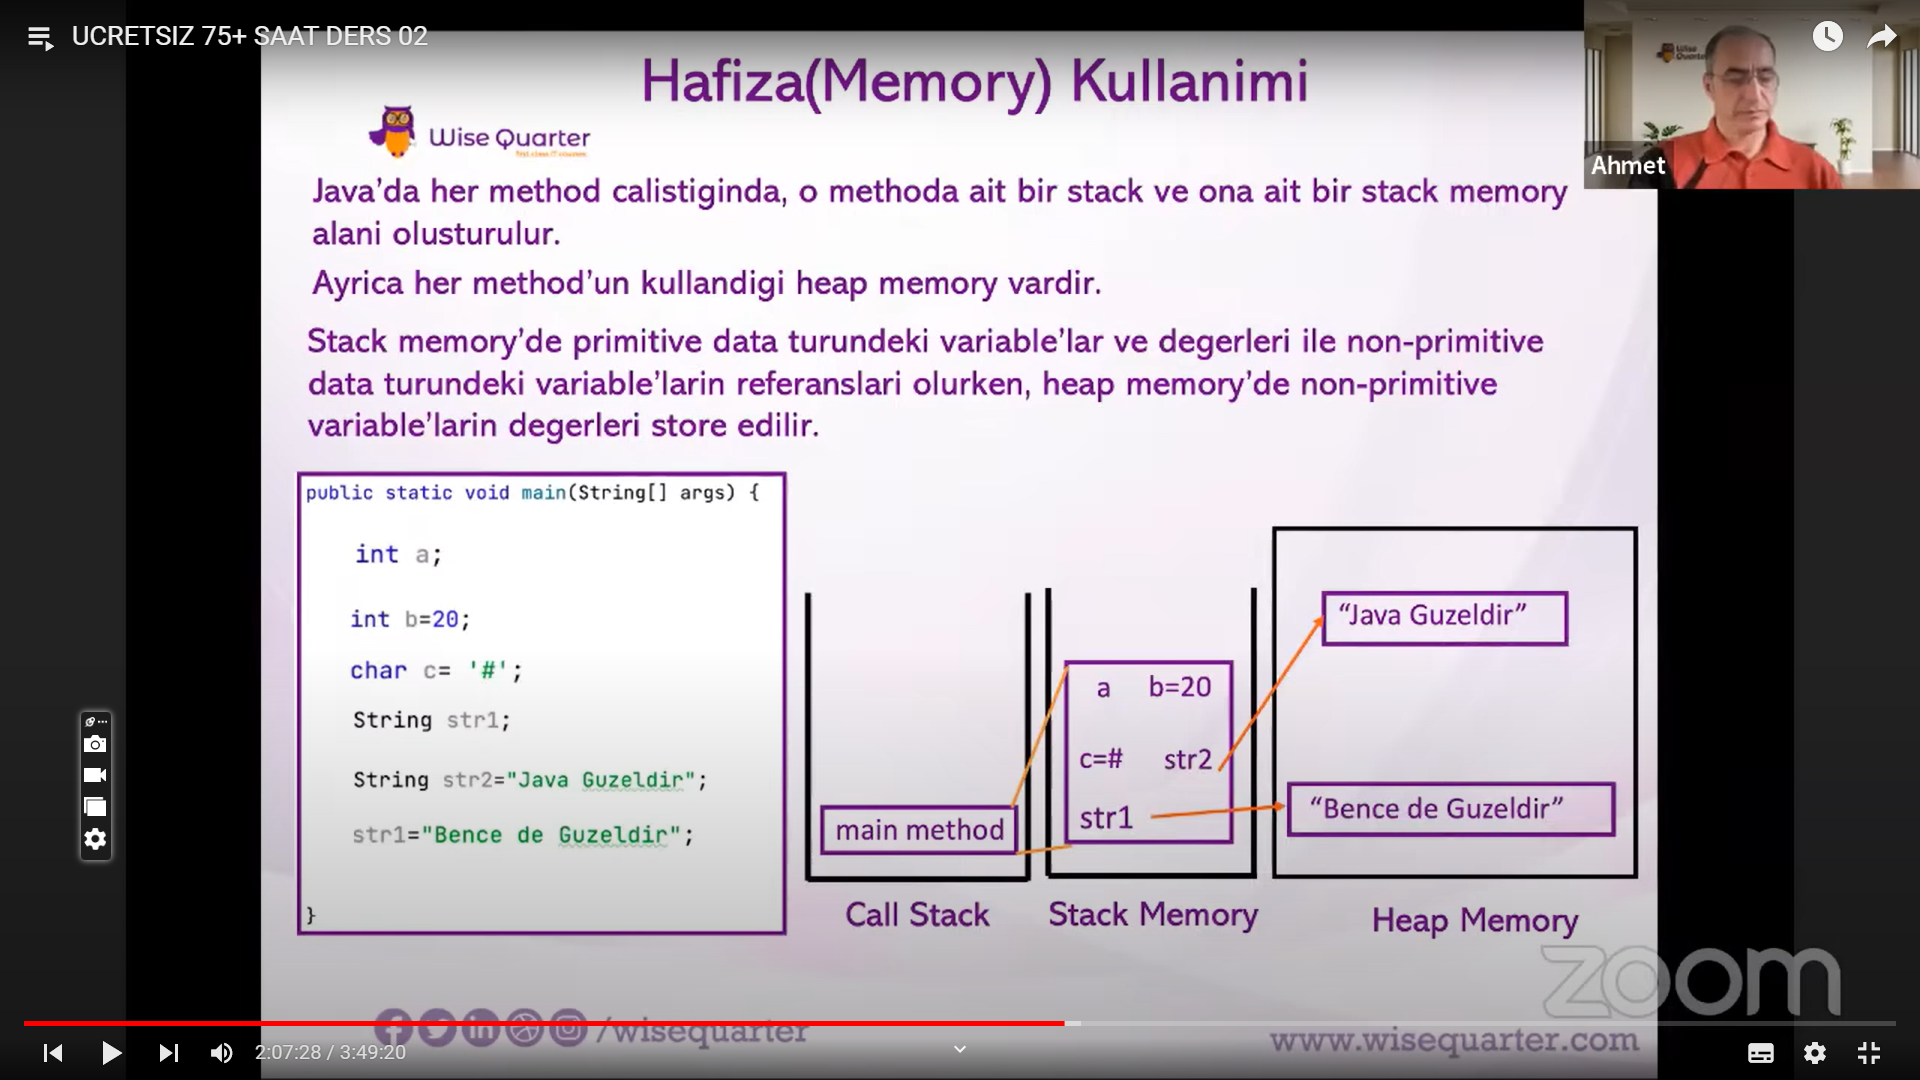 UCRETSIZ 75+ SAAT DERS 02
Hafiza(Memory) Kullanimi
Wise Quarter
Ahmet
Java’da her method calistiginda, o methoda ait bir stack ve ona ait bir stack memory
alani olusturulur.
Ayrica her method’un kullandigi heap memory vardir.
Stack memory’de primitive data turundeki variable’lar ve degerleri ile non-primitive
data turundeki variable’larin referanslari olurken, heap memory’de non-primitive
variable’larin degerleri store edilir.
public static void main(String[] args) {
int a;
int b=20;
char c= '#';
String str1;
String str2="Java Guzeldir";
str1="Bence de Guzeldir";
}
main method
Call Stack
a b=20
c=# str2
str1
Stack Memory
“Java Guzeldir”
“Bence de Guzeldir”
Heap Memory
zoom
/wisequarter
www.wisequarter.com
2:07:28 / 3:49:20